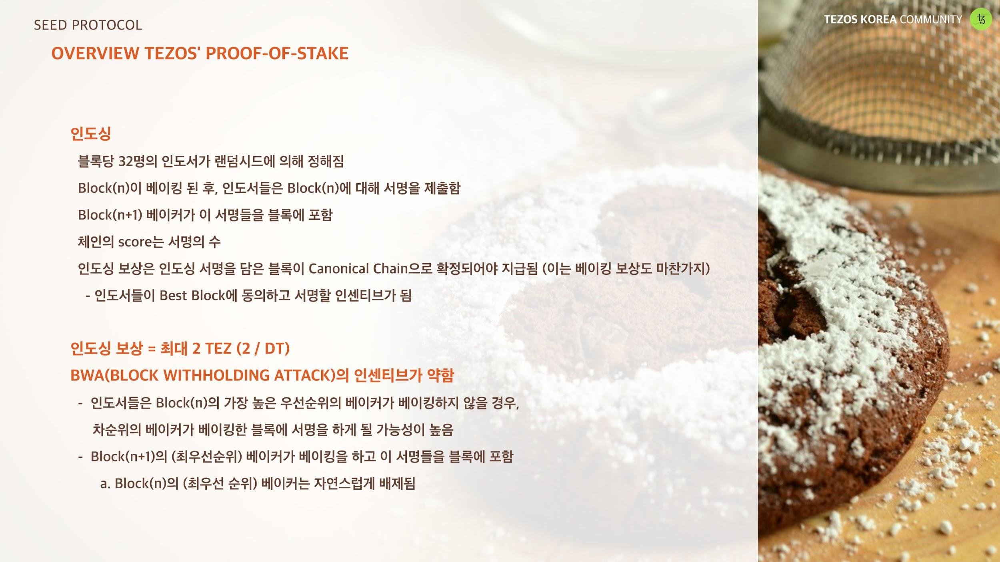 SEED PROTOCOL
TEZOS KOREA COMMUNITY
OVERVIEW TEZOS' PROOF-OF-STAKE
인도싱
블록당 32명의 인도서가 랜덤시드에 의해 정해짐
Block(n)이 베이킹 된 후, 인도서들은 Block(n)에 대해 서명을 제출함
Block(n+1) 베이커가 이 서명들을 블록에 포함
체인의 score는 서명의 수
인도싱 보상은 인도싱 서명을 담은 블록이 Canonical Chain으로 확정되어야 지급됨 (이는 베이킹 보상도 마찬가지)
- 인도서들이 Best Block에 동의하고 서명할 인센티브가 됨
인도싱 보상 = 최대 2 TEZ (2 / DT)
BWA(BLOCK WITHHOLDING ATTACK)의 인센티브가 약함
- 인도서들은 Block(n)의 가장 높은 우선순위의 베이커가 베이킹하지 않을 경우,
차순위의 베이커가 베이킹한 블록에 서명을 하게 될 가능성이 높음
- Block(n+1)의 (최우선순위) 베이커가 베이킹을 하고 이 서명들을 블록에 포함
a. Block(n)의 (최우선 순위) 베이커는 자연스럽게 배제됨